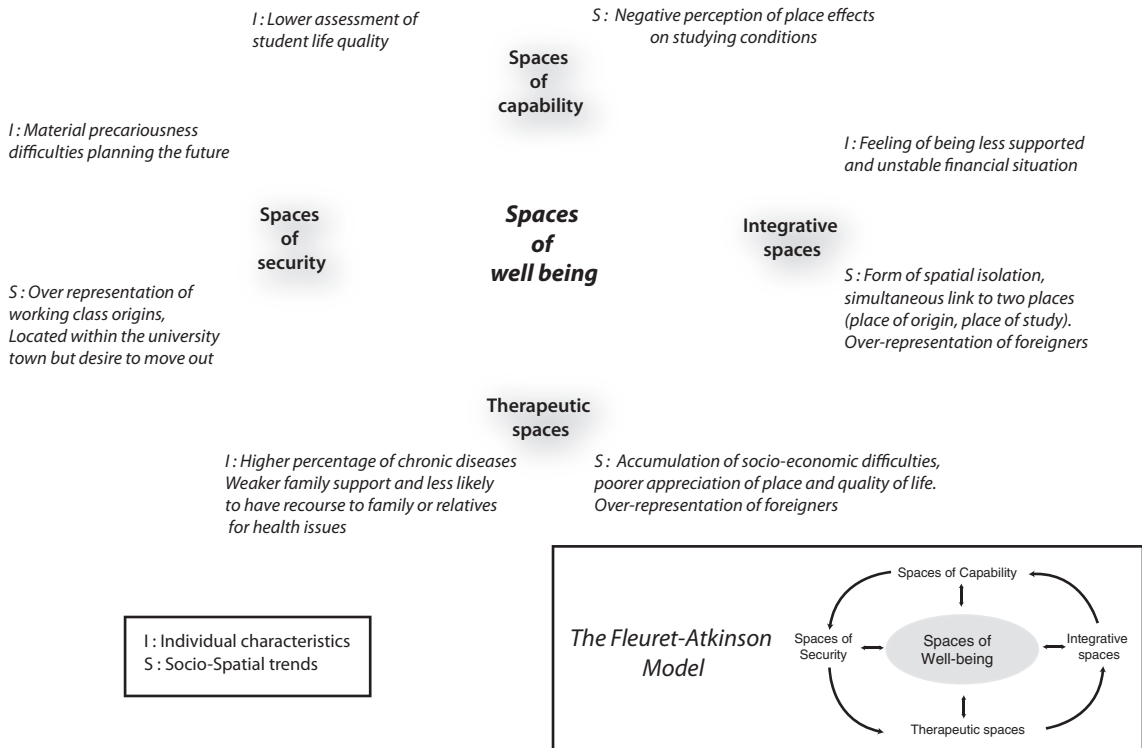 I : Lower assessment of
student life quality
S : Negative perception of place effects
on studying conditions
Spaces
of
capability
I : Material precariousness
difficulties planning the future
I : Feeling of being less supported
and unstable financial situation
Spaces
of
security
Spaces
of
well being
Integrative
spaces
S : Over representation of
working class origins,
Located within the university
town but desire to move out
S : Form of spatial isolation,
simultaneous link to two places
(place of origin, place of study).
Over-representation of foreigners
Therapeutic
spaces
I : Higher percentage of chronic diseases
Weaker family support and less likely
to have recourse to family or relatives
for health issues
S : Accumulation of socio-economic difficulties,
poorer appreciation of place and quality of life.
Over-representation of foreigners
I : Individual characteristics
S : Socio-Spatial trends
The Fleuret-Atkinson
Model
Spaces of Capability
Spaces of
Security
Spaces of
Well-being
Integrative
spaces
Therapeutic spaces